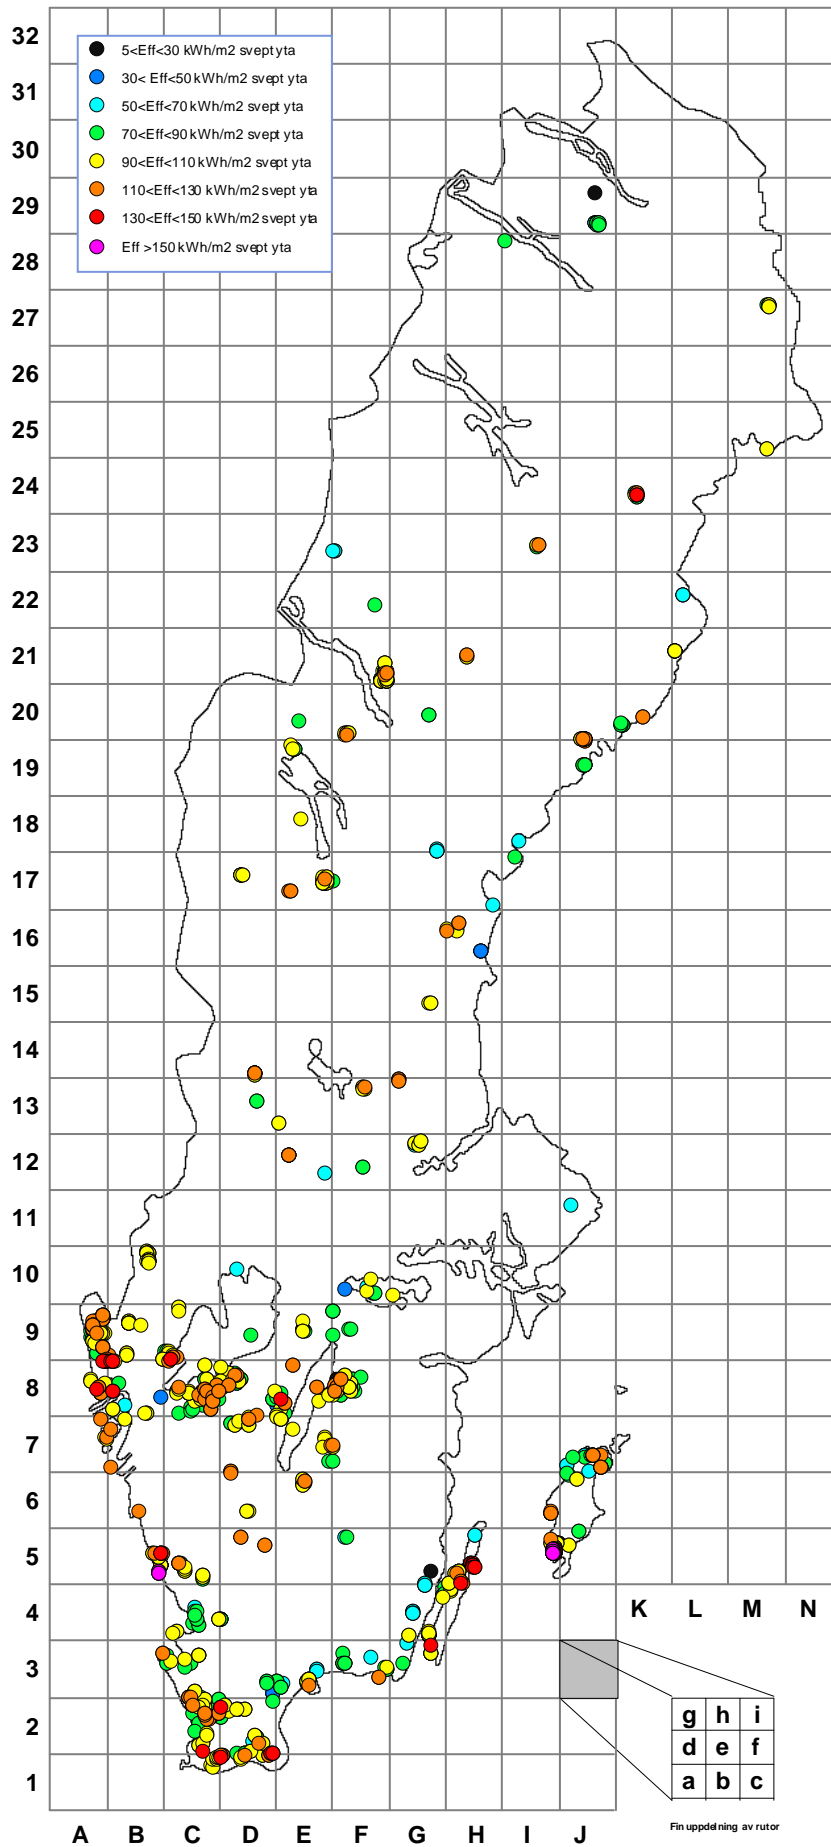 32
5<Eff<30 kWh/m2 svept yta
30< Eff<50 kWh/m2 svept yta
50<Eff<70 kWh/m2 svept yta
70<Eff<90 kWh/m2 svept yta
90<Eff<110 kWh/m2 svept yta
110<Eff<130 kWh/m2 svept yta
130<Eff<150 kWh/m2 svept yta
Eff >150 kWh/m2 svept yta
31
30
29
28
27
26
25
24
23
22
21
20
19
18
17
16
15
14
13
12
11
10
9
8
7
6
5
4
K L M N
3
g h i
2
d e f
a b c
1
Fin uppdelning av rutor
A B C D E F G H I J